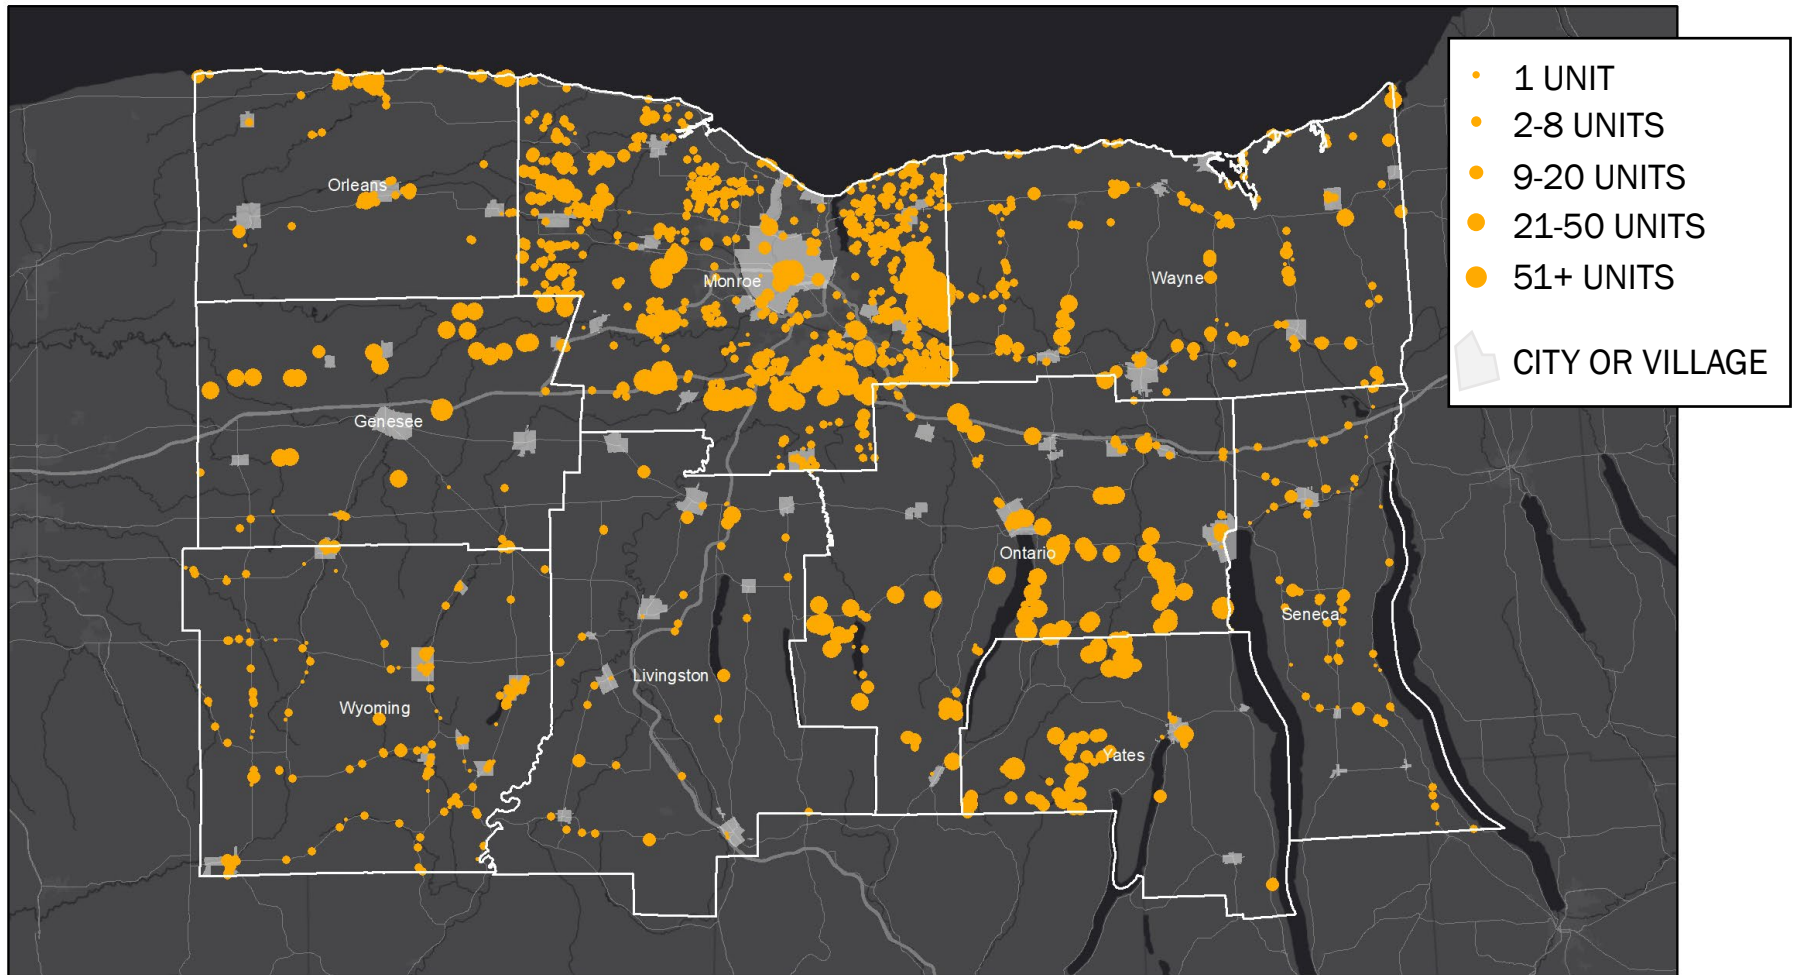 1 UNIT
2-8 UNITS
9-20 UNITS
21-50 UNITS
51+ UNITS
CITY OR VILLAGE
Orleans
Monroe
Wayne
Genesee
Ontario
Seneca
Livingston
Wyoming
Yates